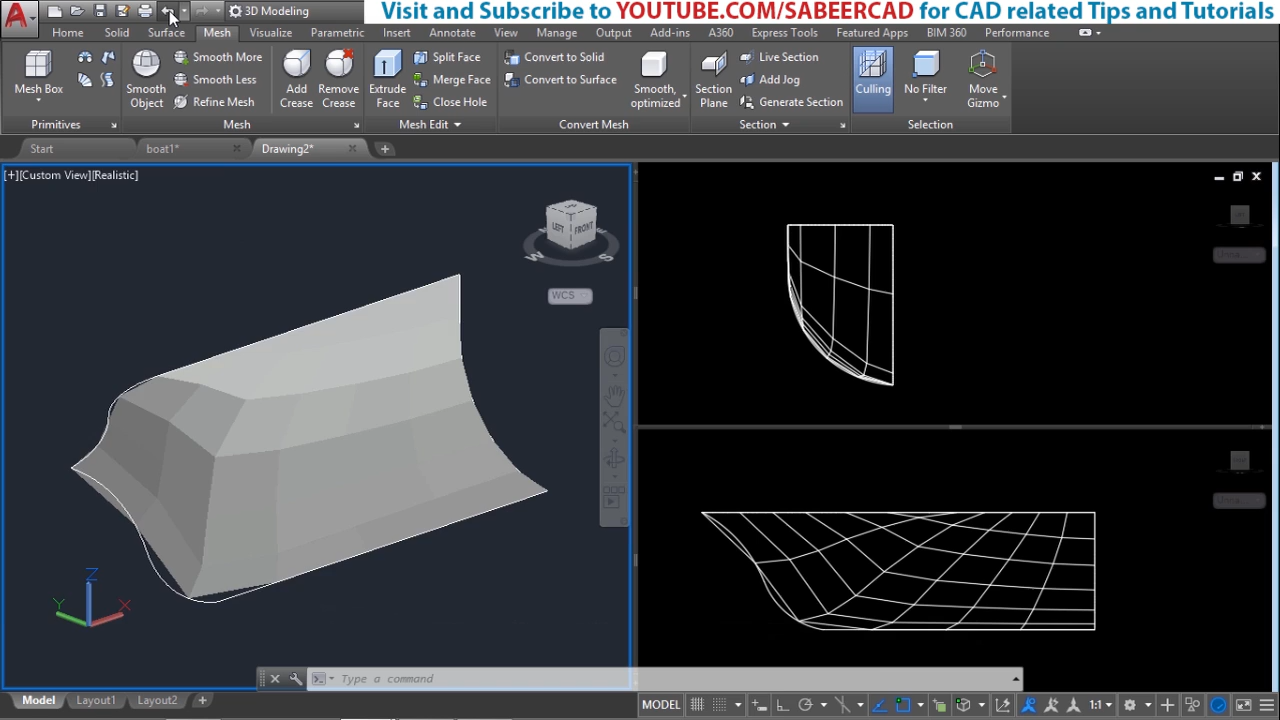 3D Modeling
Visit and Subscribe to YOUTUBE.COM/SABEERCAD for CAD related Tips and Tutorials
Home Solid Surface Mesh Visualize Parametric Insert Annotate View Manage Output Add-ins A360 Express Tools Featured Apps BIM 360 Performance
Mesh Box
Smooth Object
Smooth More
Smooth Less
Refine Mesh
Add Crease
Remove Crease
Extrude Face
Split Face
Merge Face
Close Hole
Convert to Solid
Convert to Surface
Smooth, optimized
Section Plane
Live Section
Add Jog
Generate Section
Culling
No Filter
Move Gizmo
Primitives Mesh Mesh Edit Convert Mesh Section Selection
Start boat1* Drawing2*
[+][Custom View][Realistic]
LEFT FRONT
W S
WCS
Z
Y X
Type a command
Model Layout1 Layout2
MODEL 1:1